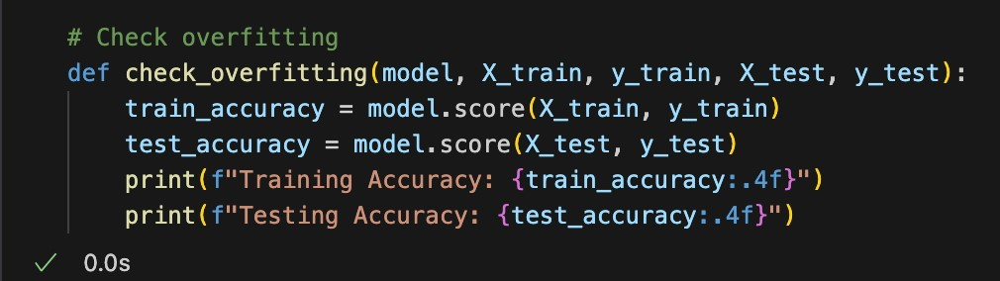 # Check overfitting
def check_overfitting(model, X_train, y_train, X_test, y_test):
    train_accuracy = model.score(X_train, y_train)
    test_accuracy = model.score(X_test, y_test)
    print(f"Training Accuracy: {train_accuracy:.4f}")
    print(f"Testing Accuracy: {test_accuracy:.4f}")
✓ 0.0s